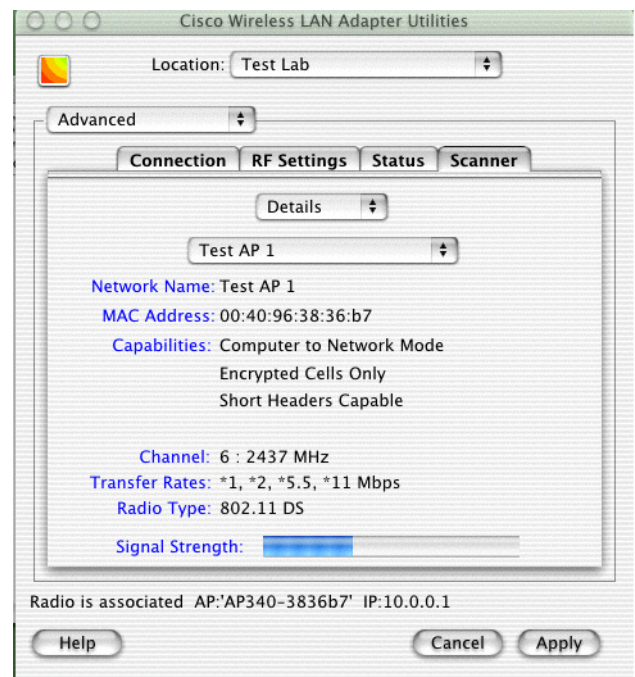 Cisco Wireless LAN Adapter Utilities
Location: Test Lab
Advanced
Connection RF Settings Status Scanner
Details
Test AP 1
Network Name: Test AP 1
MAC Address: 00:40:96:38:36:b7
Capabilities: Computer to Network Mode
Encrypted Cells Only
Short Headers Capable
Channel: 6 : 2437 MHz
Transfer Rates: *1, *2, *5.5, *11 Mbps
Radio Type: 802.11 DS
Signal Strength:
Radio is associated AP:'AP340-3836b7' IP:10.0.0.1
Help Cancel Apply